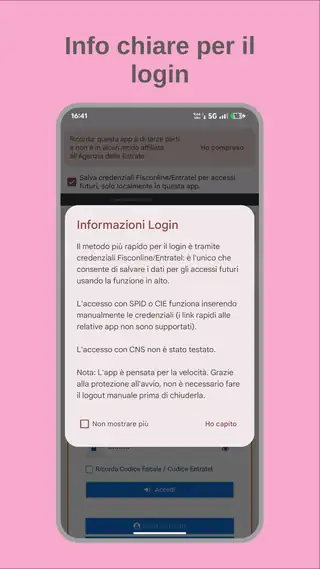 Info chiare per il
login
16:41
5G
Ricorda: questa app è di terze parti
e non è in alcun modo affiliata
all'Agenzia delle Entrate.
Ho compreso
Salva credenziali Fisconline/Entratel per accessi
futuri, solo localmente in questa app.
Informazioni Login
Il metodo più rapido per il login è tramite
credenziali Fisconline/Entratel: è l'unico che
consente di salvare i dati per gli accessi futuri
usando la funzione in alto.
L'accesso con SPID o CIE funziona inserendo
manualmente le credenziali (i link rapidi alle
relative app non sono supportati).
L'accesso con CNS non è stato testato.
Nota: L'app è pensata per la velocità. Grazie
alla protezione all'avvio, non è necessario fare
il logout manuale prima di chiuderla.
Non mostrare più
Ho capito
Ricorda Codice fiscale / Codice Entratel
Accedi